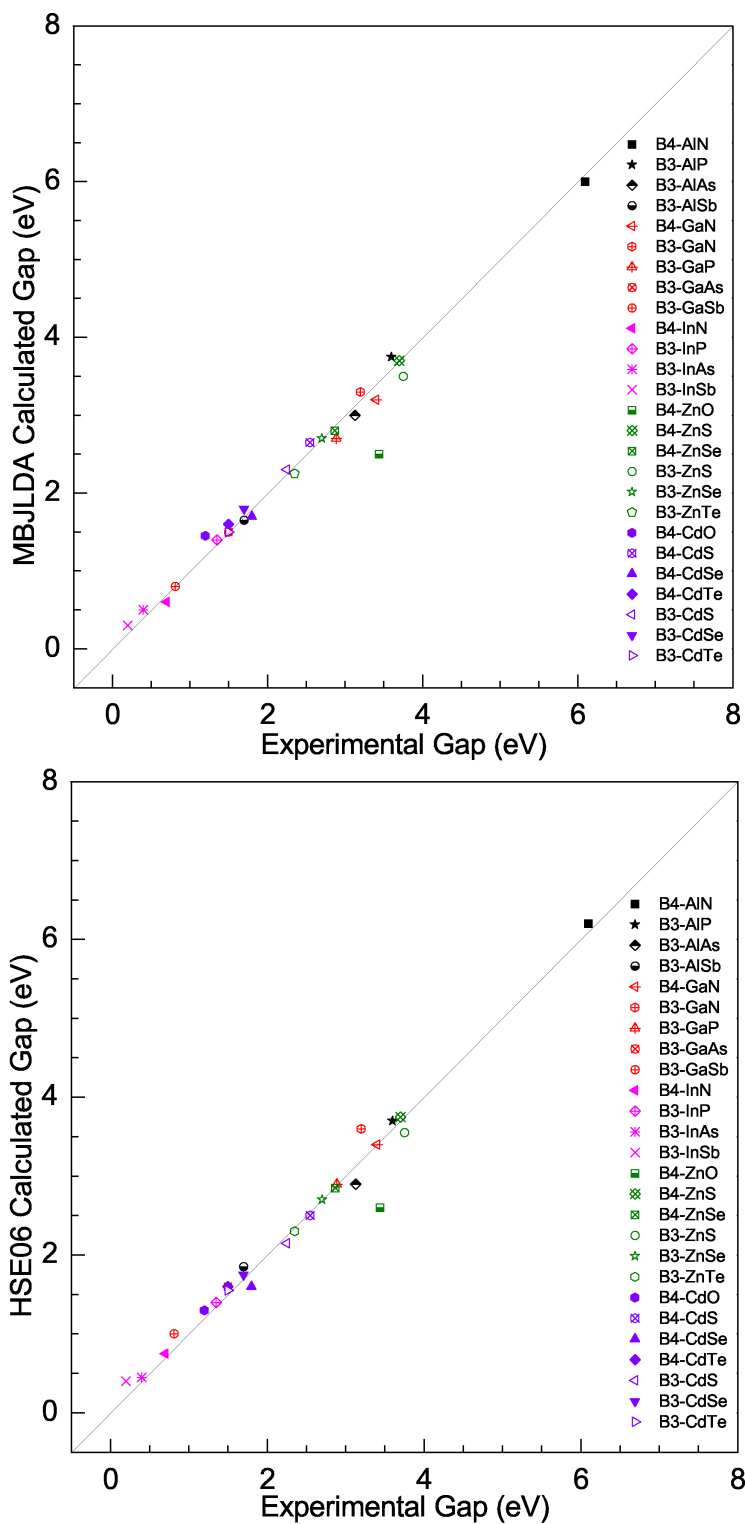 8
6
4
2
0
MBJLDA Calculated Gap (eV)
B4-AlN
B3-AlP
B3-AlAs
B3-AlSb
B4-GaN
B3-GaN
B3-GaP
B3-GaAs
B3-GaSb
B4-InN
B3-InP
B3-InAs
B3-InSb
B4-ZnO
B4-ZnS
B4-ZnSe
B3-ZnS
B3-ZnSe
B3-ZnTe
B4-CdO
B4-CdS
B4-CdSe
B4-CdTe
B3-CdS
B3-CdSe
B3-CdTe
0 2 4 6 8
Experimental Gap (eV)
8
6
4
2
0
HSE06 Calculated Gap (eV)
B4-AlN
B3-AlP
B3-AlAs
B3-AlSb
B4-GaN
B3-GaN
B3-GaP
B3-GaAs
B3-GaSb
B4-InN
B3-InP
B3-InAs
B3-InSb
B4-ZnO
B4-ZnS
B4-ZnSe
B3-ZnS
B3-ZnSe
B3-ZnTe
B4-CdO
B4-CdS
B4-CdSe
B4-CdTe
B3-CdS
B3-CdSe
B3-CdTe
0 2 4 6 8
Experimental Gap (eV)